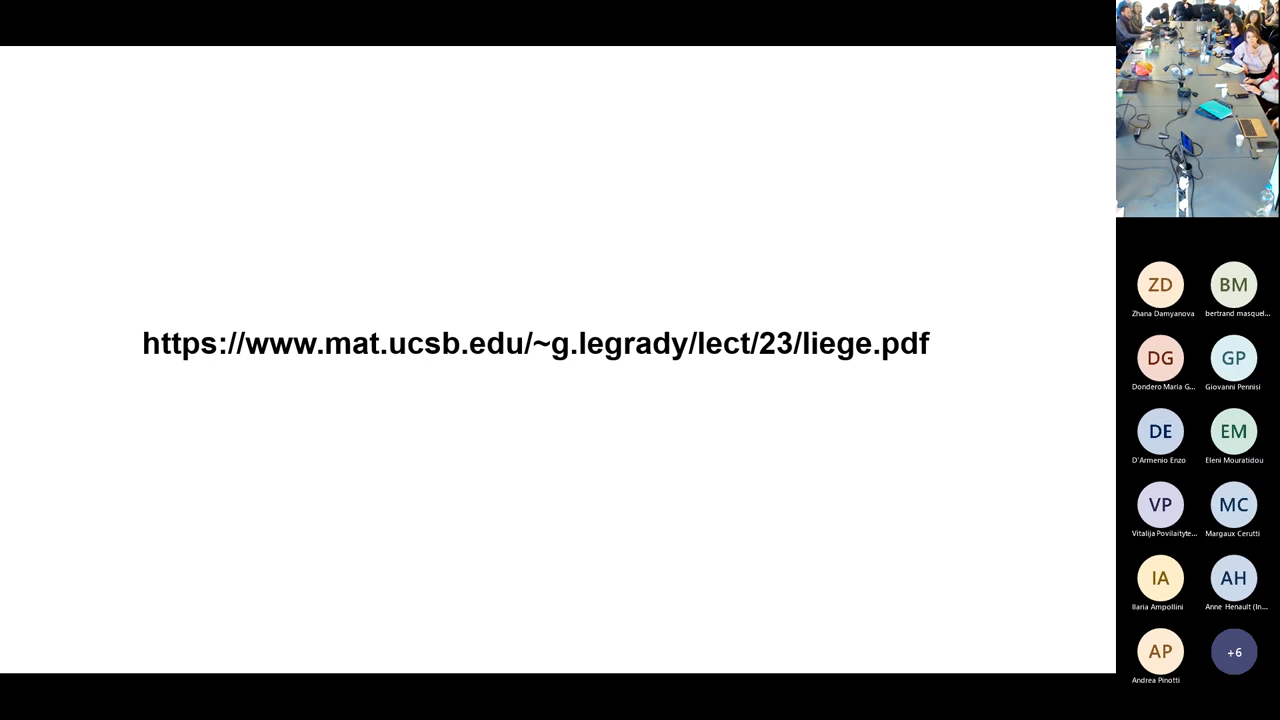 https://www.mat.ucsb.edu/~g.legrady/lect/23/liege.pdf
ZD
Zhana Damyanova
BM
bertrand masquel...
DG
Dondero Maria G...
GP
Giovanni Pennisi
DE
D'Armenio Enzo
EM
Eleni Mouratidou
VP
Vitalija Povilaityte...
MC
Margaux Cerutti
IA
Ilaria Ampollini
AH
Anne Henault (In...
AP
Andrea Pinotti
+6